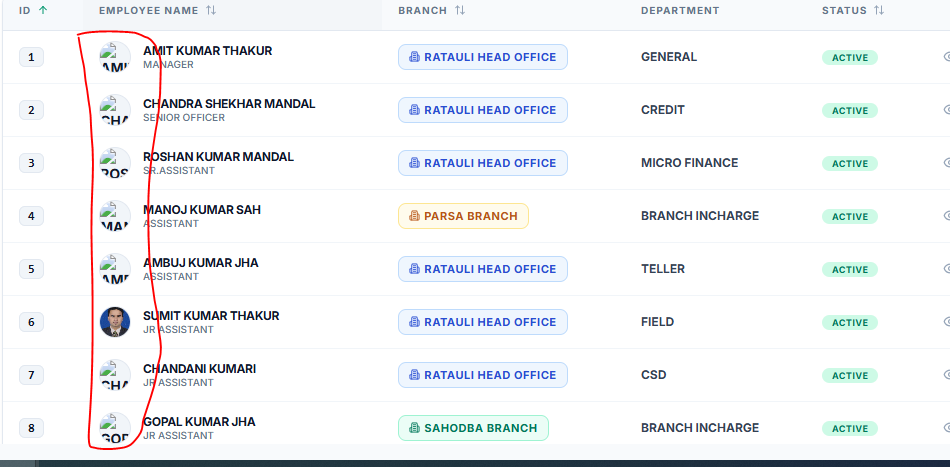 ID EMPLOYEE NAME BRANCH DEPARTMENT STATUS
1 AMIT KUMAR THAKUR RATAULI HEAD OFFICE GENERAL ACTIVE
MANAGER
2 CHANDRA SHEKHAR MANDAL RATAULI HEAD OFFICE CREDIT ACTIVE
SENIOR OFFICER
3 ROSHAN KUMAR MANDAL RATAULI HEAD OFFICE MICRO FINANCE ACTIVE
SR.ASSISTANT
4 MANOJ KUMAR SAH PARSA BRANCH BRANCH INCHARGE ACTIVE
ASSISTANT
5 AMBUJ KUMAR JHA RATAULI HEAD OFFICE TELLER ACTIVE
ASSISTANT
6 SUMIT KUMAR THAKUR RATAULI HEAD OFFICE FIELD ACTIVE
JR ASSISTANT
7 CHANDANI KUMARI RATAULI HEAD OFFICE CSD ACTIVE
JR ASSISTANT
8 GOPAL KUMAR JHA SAHODBA BRANCH BRANCH INCHARGE ACTIVE
JR ASSISTANT